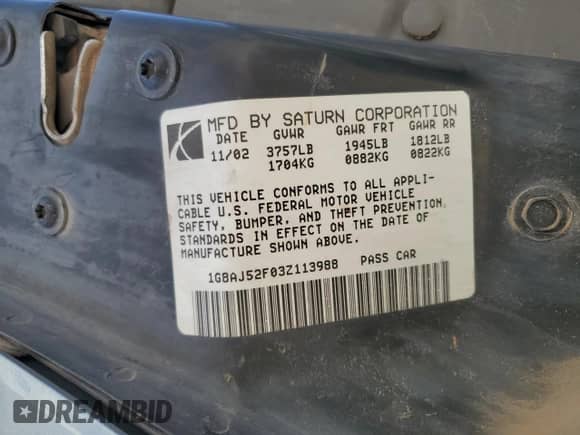 MFD BY SATURN CORPORATION
DATE GVWR GAWR FRT GAWR RR
11/02 3757LB 1945LB 1812LB
1704KG 0882KG 0822KG
THIS VEHICLE CONFORMS TO ALL APPLI-
CABLE U.S. FEDERAL MOTOR VEHICLE
SAFETY, BUMPER, AND THEFT PREVENTION
STANDARDS IN EFFECT ON THE DATE OF
MANUFACTURE SHOWN ABOVE.
1G8AJ52F03Z113988 PASS CAR
DREAMBID